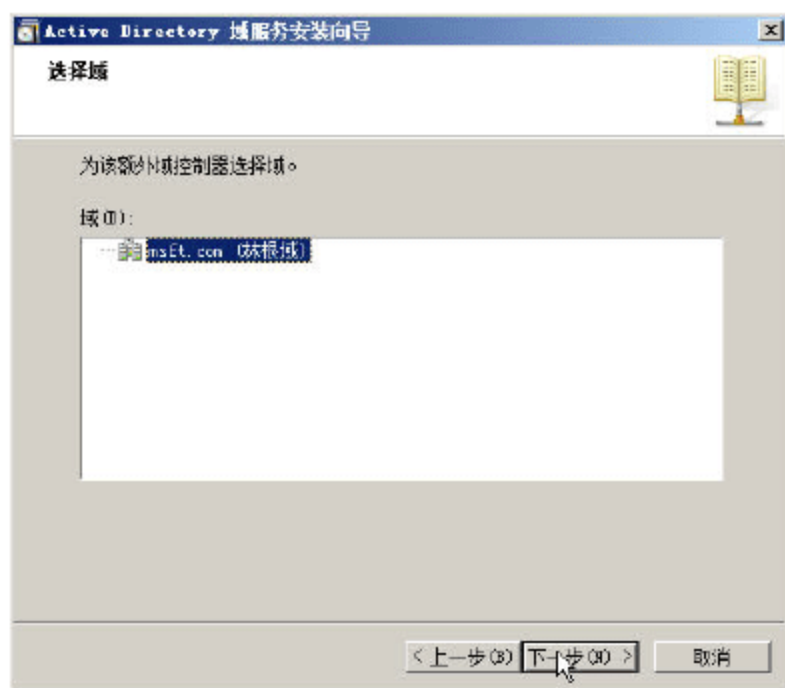 Active Directory 域服务安装向导
选择域
为该额外域控制器选择域。
域(D):
msft.com (林根域)
< 上一步(B)
下一步(N) >
取消